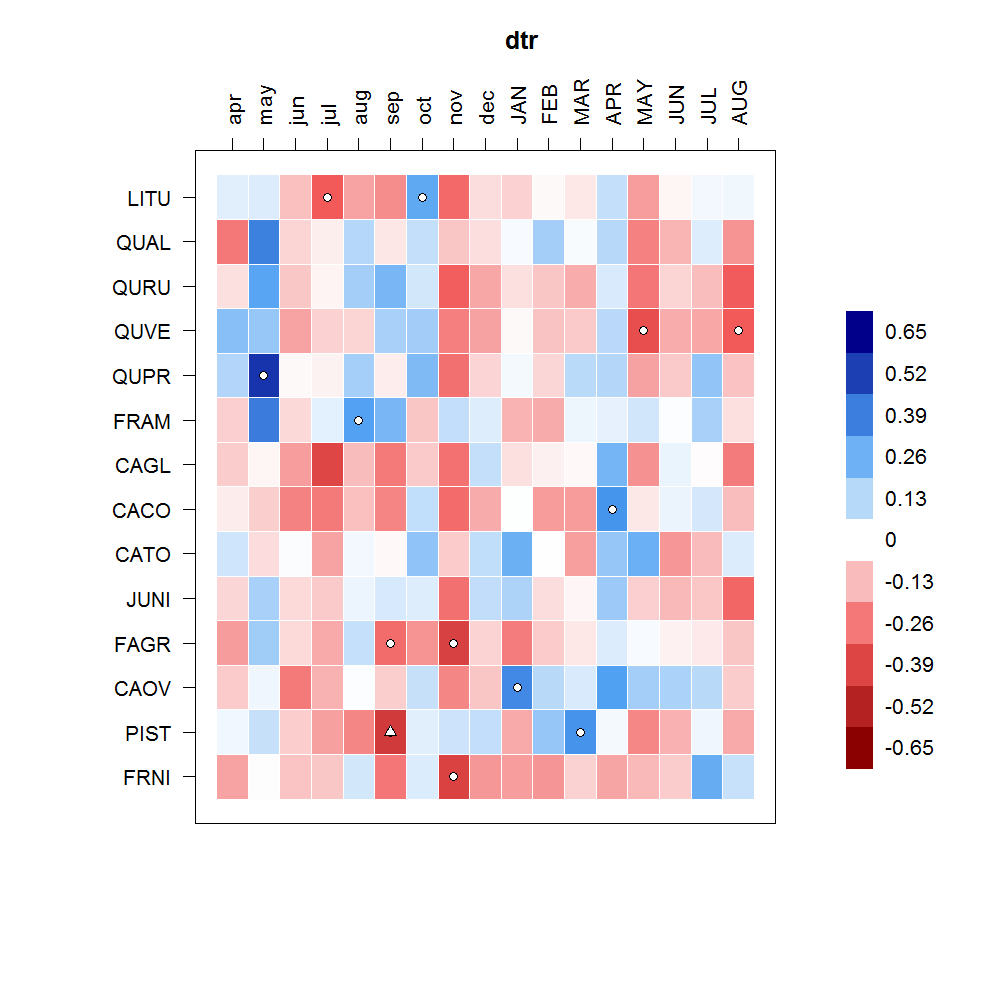 dtr
apr may jun jul aug sep oct nov dec JAN FEB MAR APR MAY JUN JUL AUG
LITU
QUAL
QURU
QUVE
QUPR
FRAM
CAGL
CACO
CATO
JUNI
FAGR
CAOV
PIST
FRNI
0.65
0.52
0.39
0.26
0.13
0
-0.13
-0.26
-0.39
-0.52
-0.65